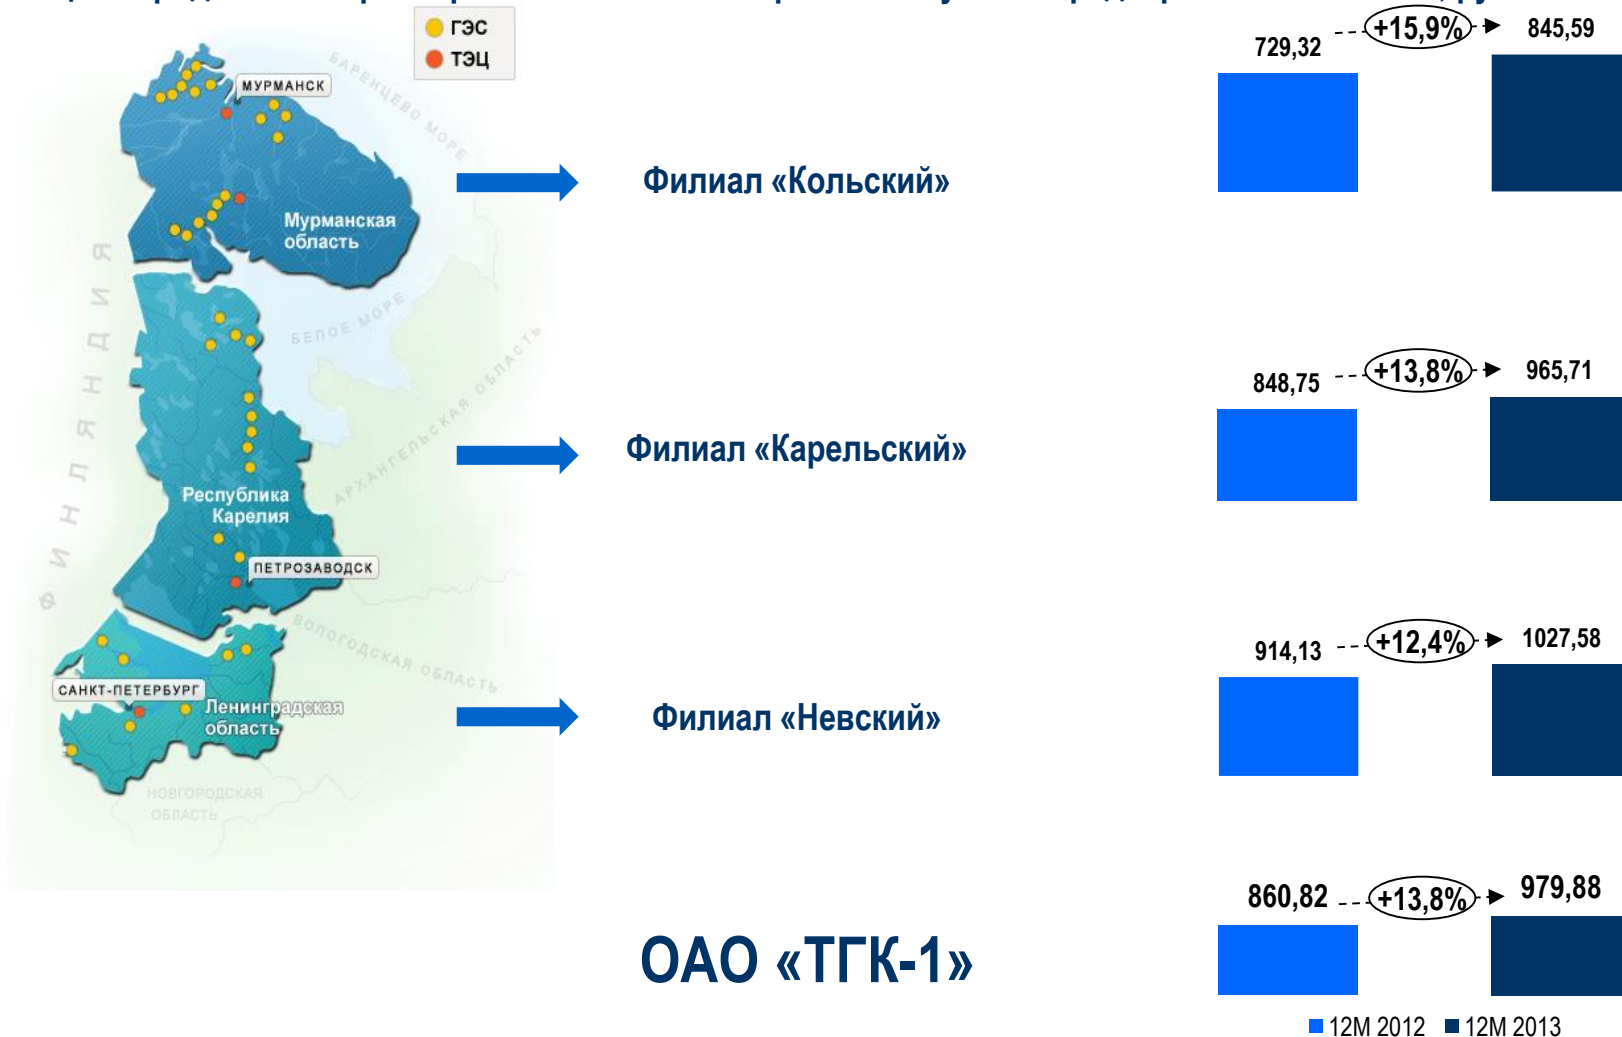 ГЭС
ТЭЦ
БАРЕНЦЕВО МОРЕ
МУРМАНСК
Мурманская
область
ФИНЛЯНДИЯ
БЕЛОЕ МОРЕ
АРХАНГЕЛЬСКАЯ ОБЛАСТЬ
Республика
Карелия
ПЕТРОЗАВОДСК
ВОЛОГОДСКАЯ ОБЛАСТЬ
САНКТ-ПЕТЕРБУРГ
Ленинградская
область
НОВГОРОДСКАЯ
ОБЛАСТЬ
Филиал «Кольский»
729,32 +15,9% 845,59
Филиал «Карельский»
848,75 +13,8% 965,71
Филиал «Невский»
914,13 +12,4% 1027,58
ОАО «ТГК-1»
860,82 +13,8% 979,88
12М 2012 12М 2013